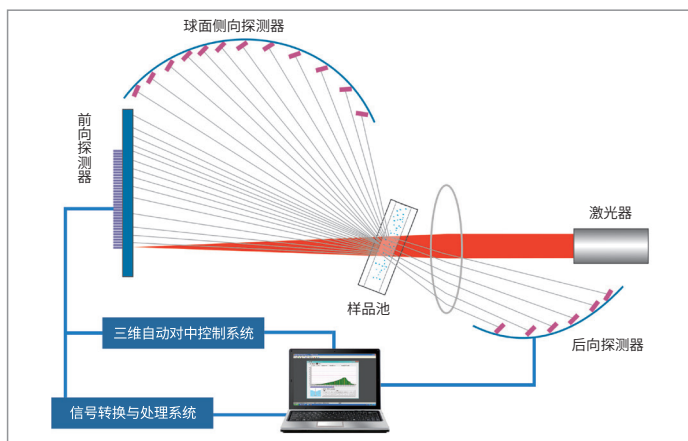 球面侧向探测器
前向探测器
激光器
样品池
后向探测器
三维自动对中控制系统
信号转换与处理系统